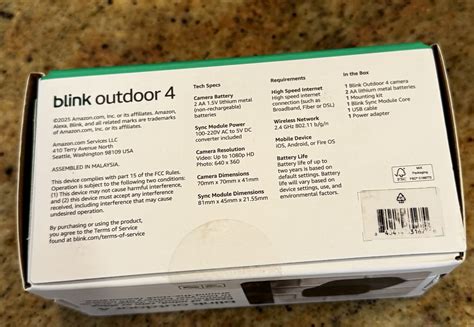 blink outdoor 4
©2025 Amazon.com, Inc. or its affiliates. Amazon,
Alexa, Blink, and all related marks are trademarks
of Amazon.com, Inc. or its affiliates.
Amazon.com Services LLC
410 Terry Avenue North
Seattle, Washington 98109 USA
ASSEMBLED IN MALAYSIA.
This device complies with part 15 of the FCC Rules.
Operation is subject to the following two conditions:
(1) This device may not cause harmful interference,
and (2) this device must accept any interference
received, including interference that may cause
undesired operation.
By purchasing or using the product,
you agree to the Terms of Service
found at blink.com/terms-of-service
Tech Specs
Camera Battery
2 AA 1.5V lithium metal
(non-rechargeable)
batteries
Sync Module Power
100-220V AC to 5V DC
converter included
Camera Resolution
Video: Up to 1080p HD
Photo: 640 x 360
Camera Dimensions
70mm x 70mm x 41mm
Sync Module Dimensions
81mm x 45mm x 21.55mm
Requirements
High Speed Internet
High speed internet
connection (such as
Broadband, Fiber or DSL)
Wireless Network
2.4 GHz 802.11 b/g/n
Mobile Device
iOS, Android, or Fire OS
Battery Life
Battery life of up to
two years is based on
default settings. Battery
life will vary based on
device settings, use, and
environmental factors.
In the Box
1 Blink Outdoor 4 camera
2 AA lithium metal batteries
1 Mounting kit
1 Blink Sync Module Core
1 USB cable
1 Power adapter
FSC
MIX
Packaging
blink outdoor 4